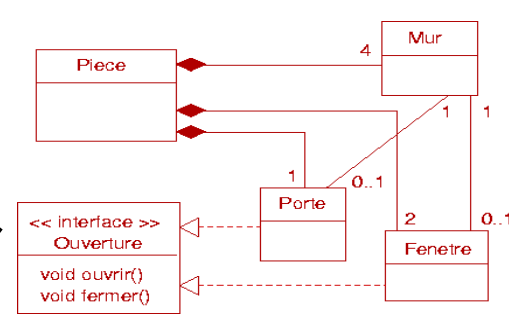 Mur
4
Piece
1
1
1
0..1
Porte
<< interface >>
Ouverture
2
0..1
Fenetre
void ouvrir()
void fermer()